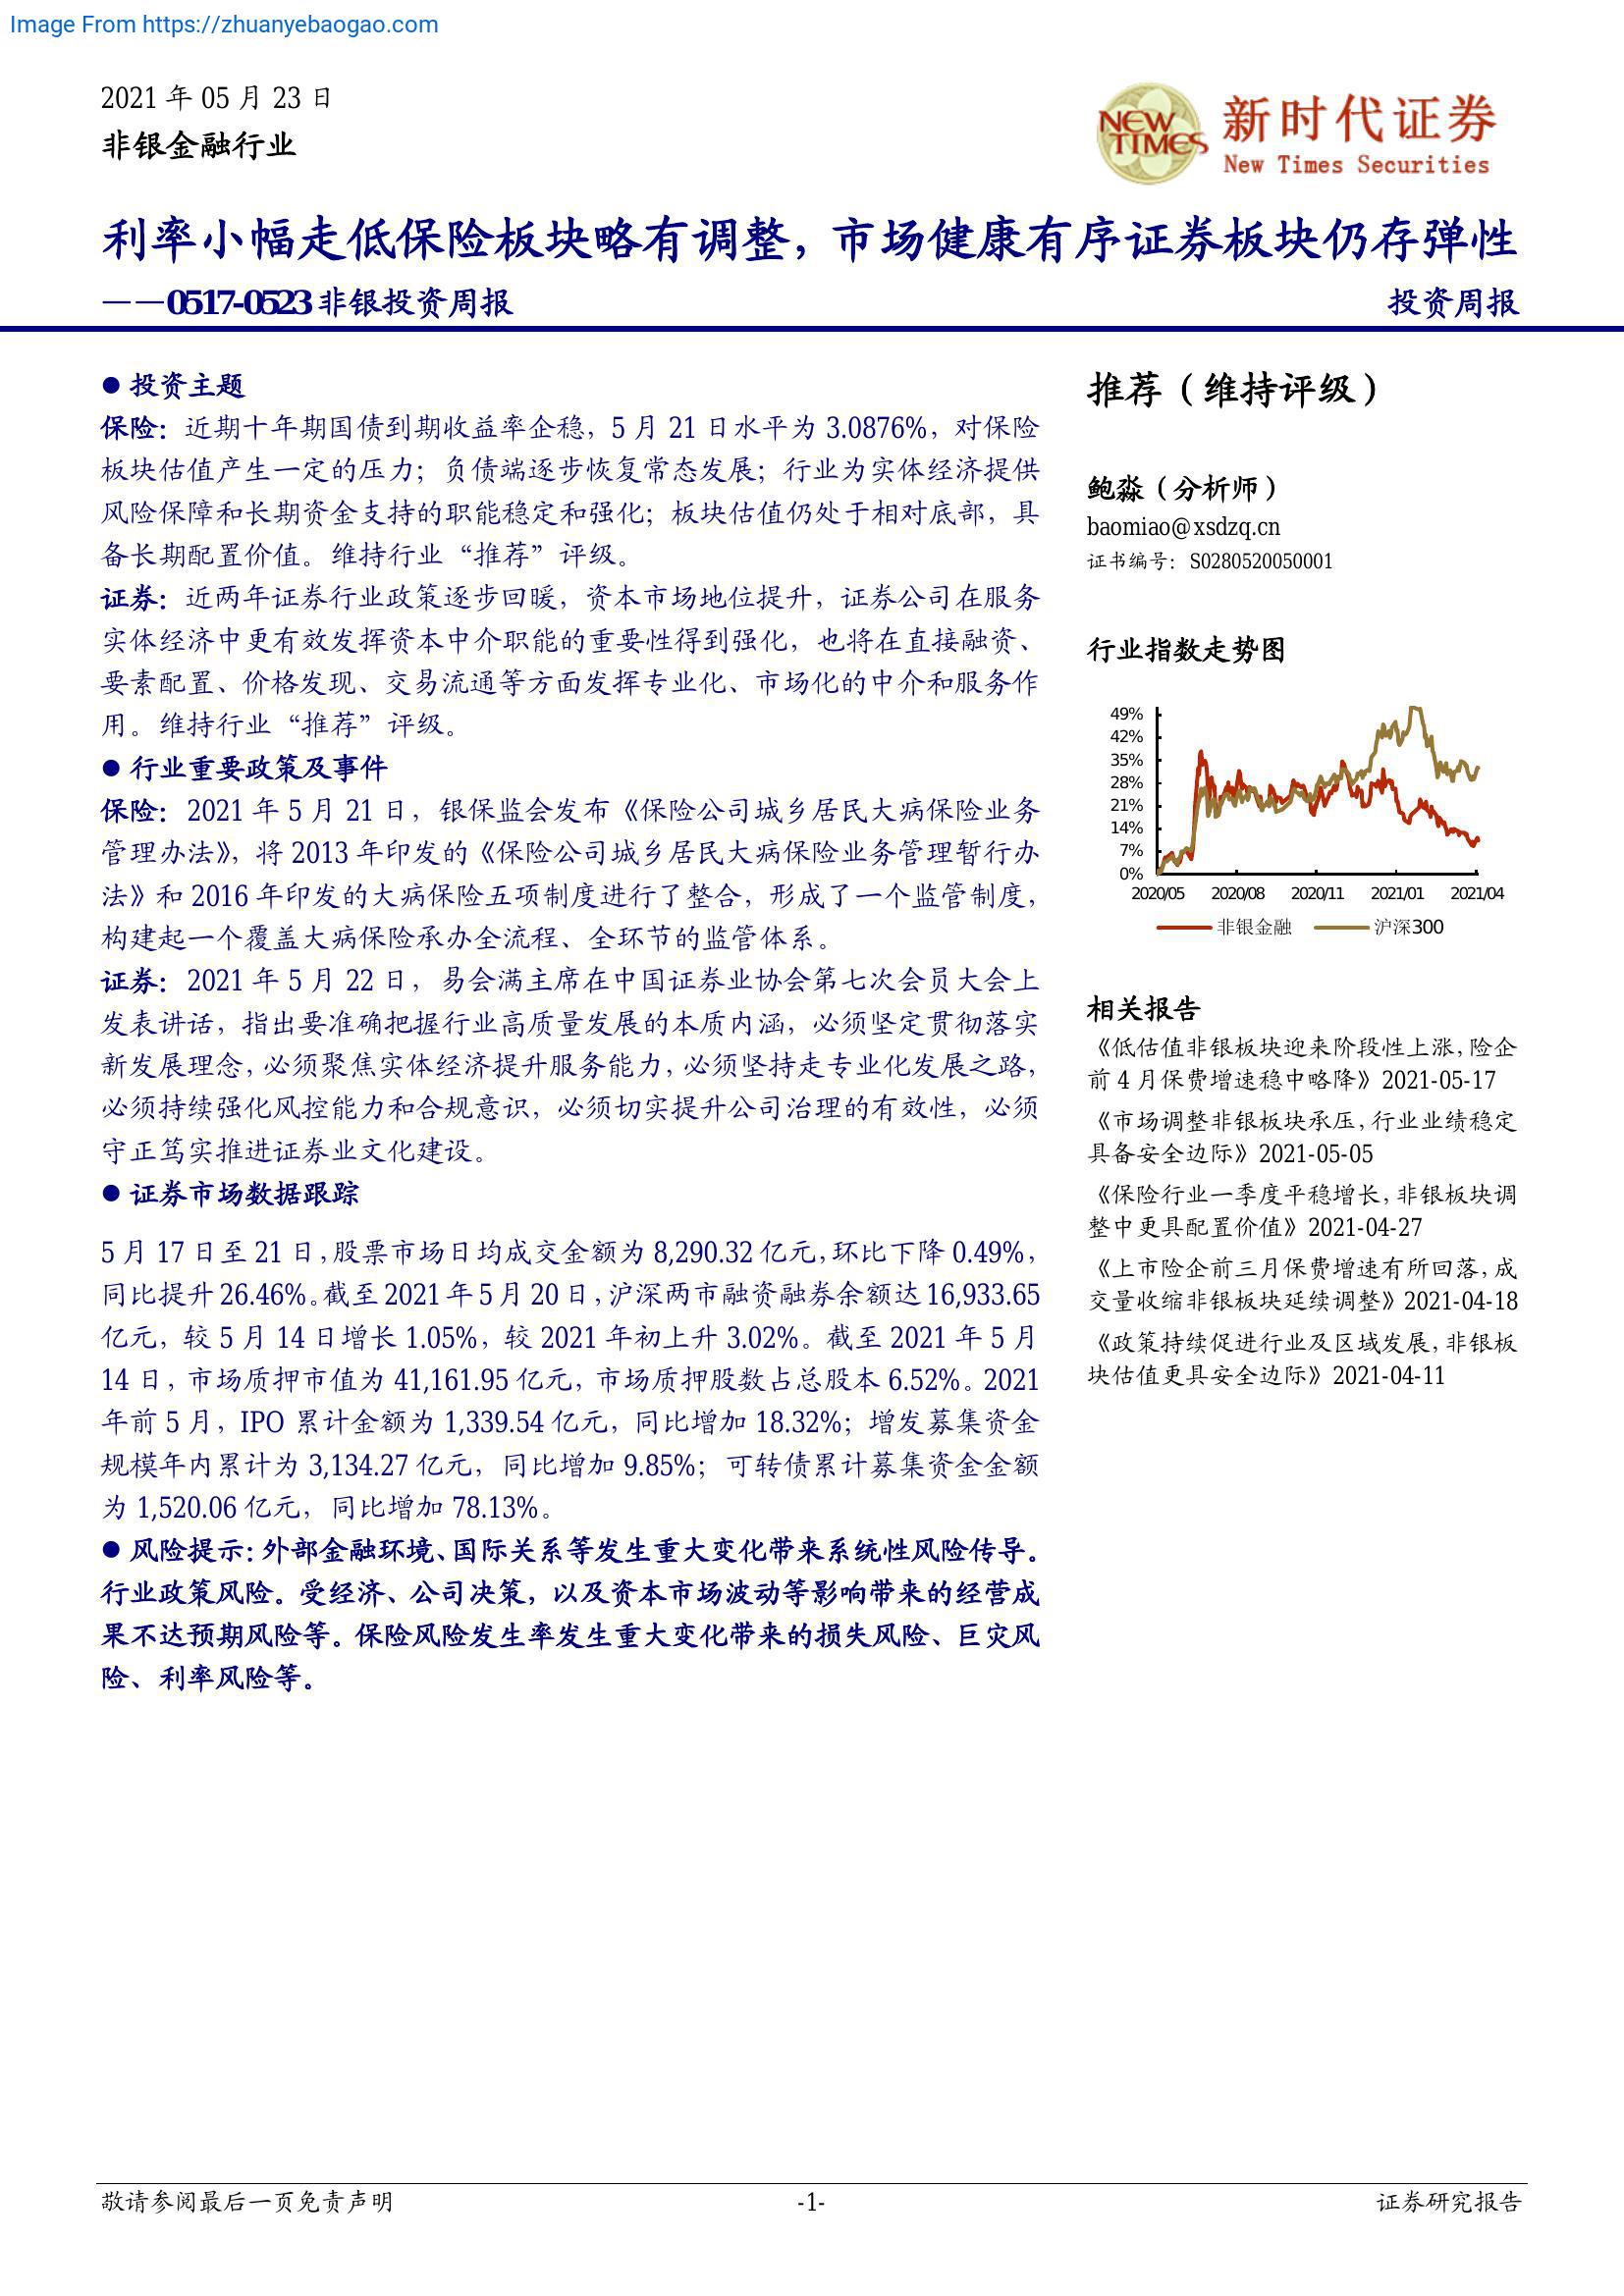 Image From https://zhuanyebaogao.com
2021 年 05 月 23 日
非银金融行业
NEW TIMES
新时代证券
New Times Securities
利率小幅走低保险板块略有调整，市场健康有序证券板块仍存弹性
——0517-0523 非银投资周报
投资周报
● 投资主题
保险：近期十年期国债到期收益率企稳，5 月 21 日水平为 3.0876%，对保险
板块估值产生一定的压力；负债端逐步恢复常态发展；行业为实体经济提供
风险保障和长期资金支持的职能稳定和强化；板块估值仍处于相对底部，具
备长期配置价值。维持行业“推荐”评级。
证券：近两年证券行业政策逐步回暖，资本市场地位提升，证券公司在服务
实体经济中更有效发挥资本中介职能的重要性得到强化，也将在直接融资、
要素配置、价格发现、交易流通等方面发挥专业化、市场化的中介和服务作
用。维持行业“推荐”评级。
● 行业重要政策及事件
保险：2021 年 5 月 21 日，银保监会发布《保险公司城乡居民大病保险业务
管理办法》，将 2013 年印发的《保险公司城乡居民大病保险业务管理暂行办
法》和 2016 年印发的大病保险五项制度进行了整合，形成了一个监管制度，
构建起一个覆盖大病保险承办全流程、全环节的监管体系。
证券：2021 年 5 月 22 日，易会满主席在中国证券业协会第七次会员大会上
发表讲话，指出要准确把握行业高质量发展的本质内涵，必须坚定贯彻落实
新发展理念，必须聚焦实体经济提升服务能力，必须坚持走专业化发展之路，
必须持续强化风控能力和合规意识，必须切实提升公司治理的有效性，必须
守正笃实推进证券业文化建设。
● 证券市场数据跟踪
5 月 17 日至 21 日，股票市场日均成交金额为 8,290.32 亿元，环比下降 0.49%，
同比提升 26.46%。截至 2021 年 5 月 20 日，沪深两市融资融券余额达 16,933.65
亿元，较 5 月 14 日增长 1.05%，较 2021 年初上升 3.02%。截至 2021 年 5 月
14 日，市场质押市值为 41,161.95 亿元，市场质押股数占总股本 6.52%。2021
年前 5 月，IPO 累计金额为 1,339.54 亿元，同比增加 18.32%；增发募集资金
规模年内累计为 3,134.27 亿元，同比增加 9.85%；可转债累计募集资金金额
为 1,520.06 亿元，同比增加 78.13%。
● 风险提示：外部金融环境、国际关系等发生重大变化带来系统性风险传导。
行业政策风险。受经济、公司决策，以及资本市场波动等影响带来的经营成
果不达预期风险等。保险风险发生率发生重大变化带来的损失风险、巨灾风
险、利率风险等。
推荐（维持评级）
鲍淼（分析师）
baomiao@xsdzq.cn
证书编号：S0280520050001
行业指数走势图
49%
42%
35%
28%
21%
14%
7%
0%
2020/05 2020/08 2020/11 2021/01 2021/04
非银金融 沪深300
相关报告
《低估值非银板块迎来阶段性上涨，险企
前 4 月保费增速稳中略降》2021-05-17
《市场调整非银板块承压，行业业绩稳定
具备安全边际》2021-05-05
《保险行业一季度平稳增长，非银板块调
整中更具配置价值》2021-04-27
《上市险企前三月保费增速有所回落，成
交量收缩非银板块延续调整》2021-04-18
《政策持续促进行业及区域发展，非银板
块估值更具安全边际》2021-04-11
敬请参阅最后一页免责声明
-1-
证券研究报告